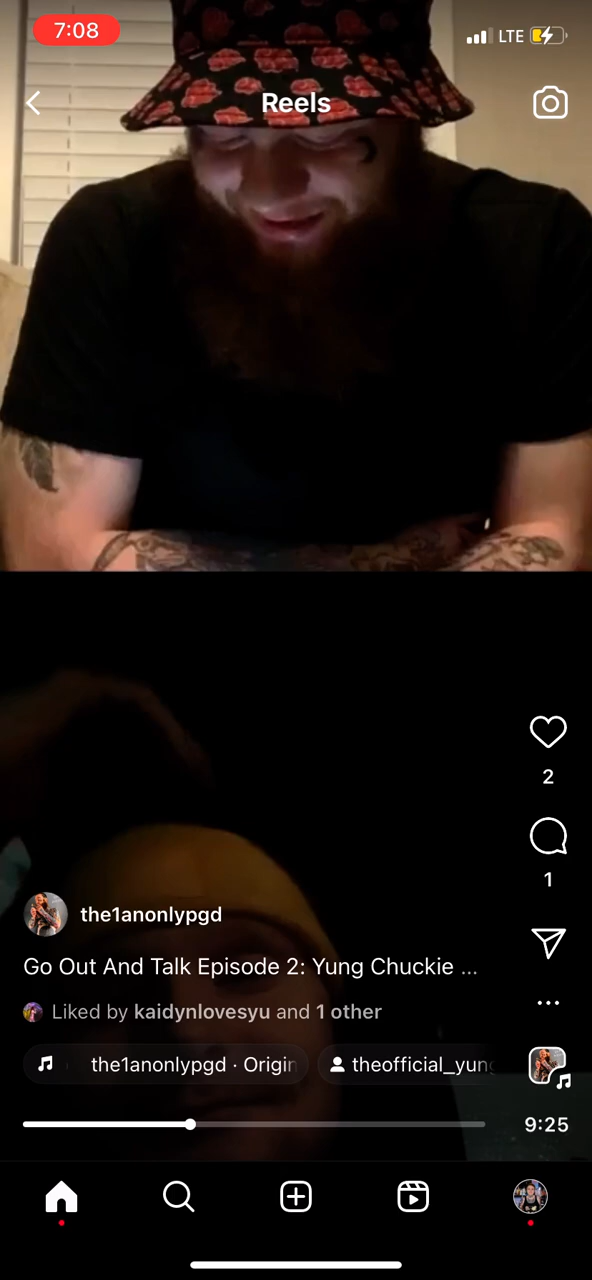 7:08
LTE
Reels
2
1
the1anonlypgd
Go Out And Talk Episode 2: Yung Chuckie ...
Liked by kaidynlovesyu and 1 other
the1anonlypgd · Origin
theofficial_yung
9:25